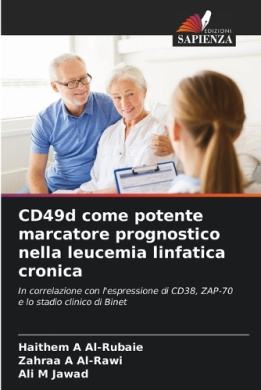 EDIZIONI
SAPIENZA
CD49d come potente
marcatore prognostico
nella leucemia linfatica
cronica
In correlazione con l'espressione di CD38, ZAP-70
e lo stadio clinico di Binet
Haithem A Al-Rubaie
Zahraa A Al-Rawi
Ali M Jawad